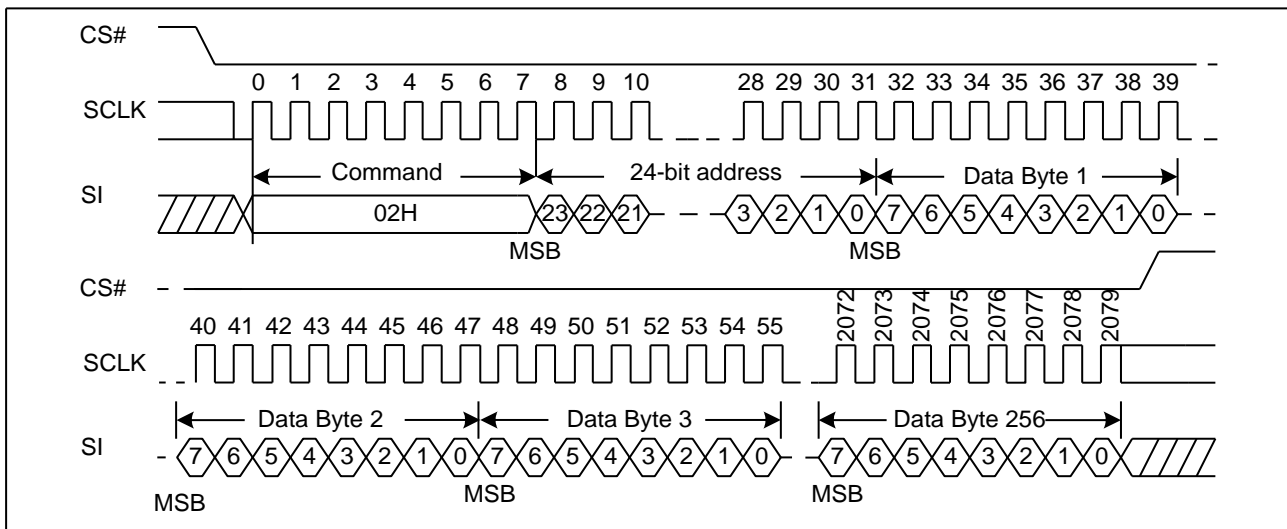 CS#
0 1 2 3 4 5 6 7 8 9 10 28 29 30 31 32 33 34 35 36 37 38 39
SCLK
Command 24-bit address Data Byte 1
SI
02H 23 22 21 3 2 1 0 7 6 5 4 3 2 1 0
MSB MSB
CS#
40 41 42 43 44 45 46 47 48 49 50 51 52 53 54 55 2072 2073 2074 2075 2076 2077 2078 2079
SCLK
Data Byte 2 Data Byte 3 Data Byte 256
SI
7 6 5 4 3 2 1 0 7 6 5 4 3 2 1 0 7 6 5 4 3 2 1 0
MSB MSB MSB